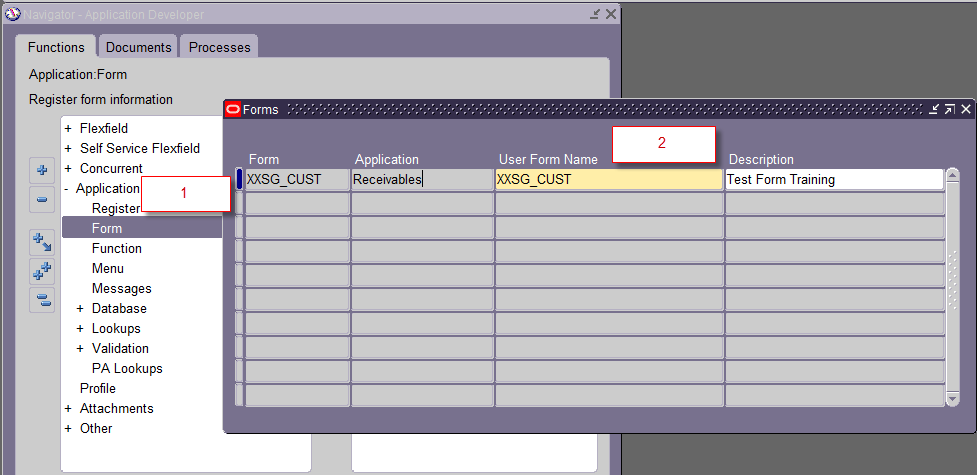 Navigator - Application Developer
Functions Documents Processes
Application:Form
Register form information
+ Flexfield
+ Self Service Flexfield
+ Concurrent
- Application
Register
Form
Function
Menu
Messages
+ Database
+ Lookups
+ Validation
PA Lookups
Profile
+ Attachments
+ Other
1
Forms
2
Form Application User Form Name Description
XXSG_CUST Receivables XXSG_CUST Test Form Training